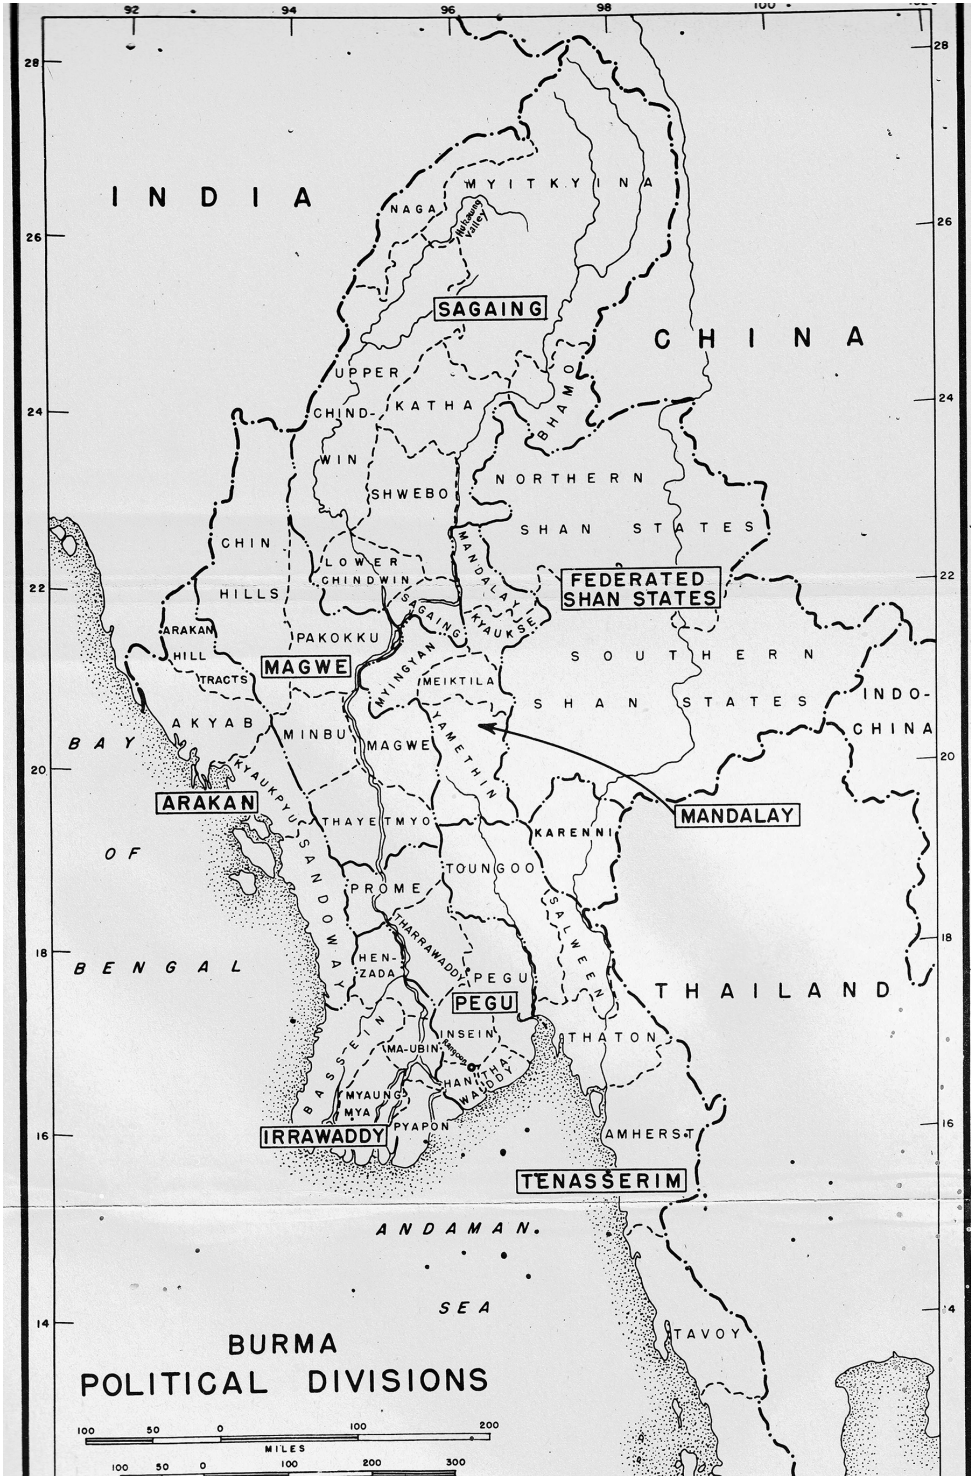 92 94 96 98 100
28 28
INDIA
MYITKYINA
NAGA
Hukawng Valley
26 26
SAGAING
CHINA
UPPER
CHIND-
WIN
KATHA
BHAMO
24 24
NORTHERN
SHAN STATES
SHWEBO
CHIN
HILLS
LOWER
CHINDWIN
MANDALAY
FEDERATED
SHAN STATES
22 22
SAGAING
KYAUKSE
ARAKAN
HILL
TRACTS
PAKOKKU
MAGWE
MYINGYAN
MEIKTILA
SOUTHERN
SHAN STATES
INDO-
CHINA
AKYAB
MINBU
MAGWE
YAMETHIN
BAY
OF
BENGAL
20 20
KYAUKPYU
ARAKAN
MANDALAY
THAYETMYO
KARENNI
SANDOWAY
TOUNGOO
PROME
SALWEEN
THARRAWADDY
18 18
HEN-
ZADA
PEGU
PEGU
THAILAND
BASSEIN
INSEIN
THATON
MA-UBIN
Rangoon
HANTHA-
WADDY
MYAUNG
MYA
PYAPON
IRRAWADDY
16 16
AMHERST
TENASSERIM
ANDAMAN
SEA
14 14
TAVOY
BURMA
POLITICAL DIVISIONS
100 50 0 100 200
MILES
100 50 0 100 200 300